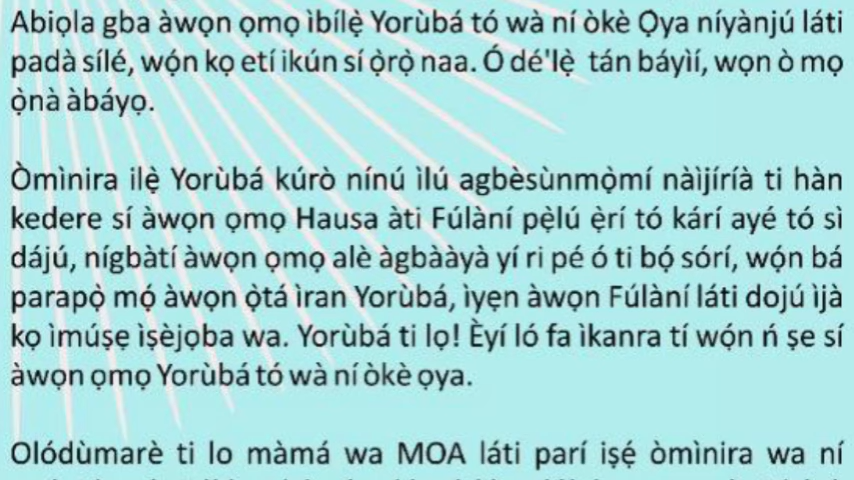 Abiọla gba àwọn ọmọ ìbílẹ̀ Yorùbá tó wà ní òkè Ọya níyànjú láti
padà sílé, wọ́n kọ etí ikún sí ọ̀rọ̀ naa. Ó dé'lẹ̀ tán báyìí, wọn ò mọ
ọ̀nà àbáyọ.
Òmìnira ilẹ̀ Yorùbá kúrò nínú ìlú agbèsùnmọ̀mí nàìjíríà ti hàn
kedere sí àwọn ọmọ Hausa àti Fúlàní pẹ̀lú ẹ̀rí tó kárí ayé tó sì
dájú, nígbàtí àwọn ọmọ alè àgbààyà yí ri pé ó ti bọ́ sórí, wọ́n bá
parapọ̀ mọ́ àwọn ọ̀tá ìran Yorùbá, ìyẹn àwọn Fúlàní láti dojú ìjà
kọ ìmúṣẹ ìṣèjọba wa. Yorùbá ti lọ! Èyí ló fa ìkanra tí wọ́n ń ṣe sí
àwọn ọmọ Yorùbá tó wà ní òkè ọya.
Olódùmarè ti lo màmá wa MOA láti parí iṣẹ́ òmìnira wa ní